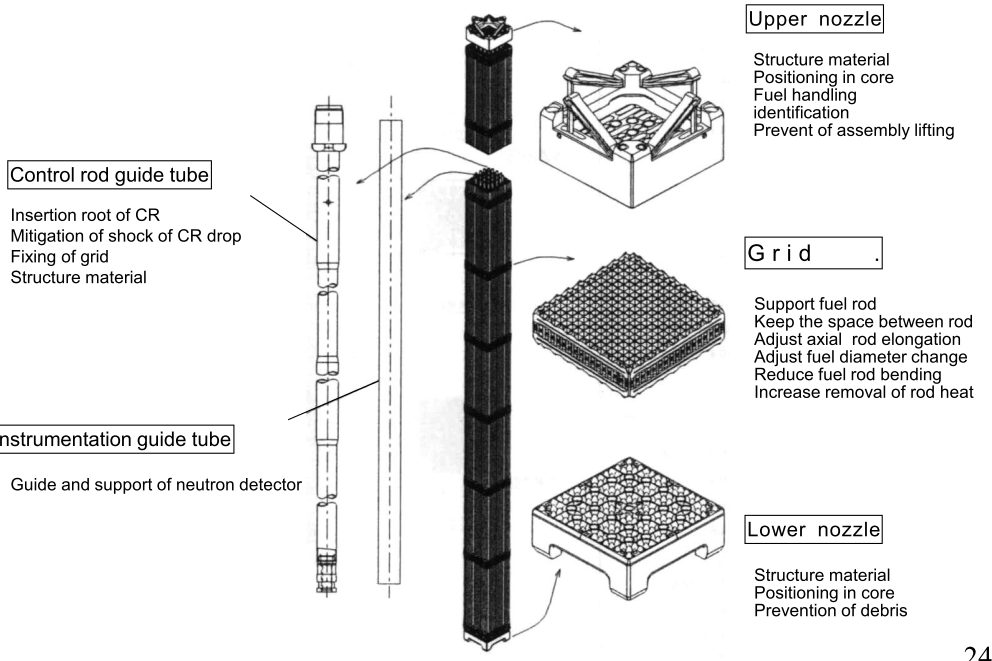 Upper nozzle
Structure material
Positioning in core
Fuel handling
identification
Prevent of assembly lifting
Control rod guide tube
Insertion root of CR
Mitigation of shock of CR drop
Fixing of grid
Structure material
Grid .
Support fuel rod
Keep the space between rod
Adjust axial rod elongation
Adjust fuel diameter change
Reduce fuel rod bending
Increase removal of rod heat
nstrumentation guide tube
Guide and support of neutron detector
Lower nozzle
Structure material
Positioning in core
Prevention of debris
24